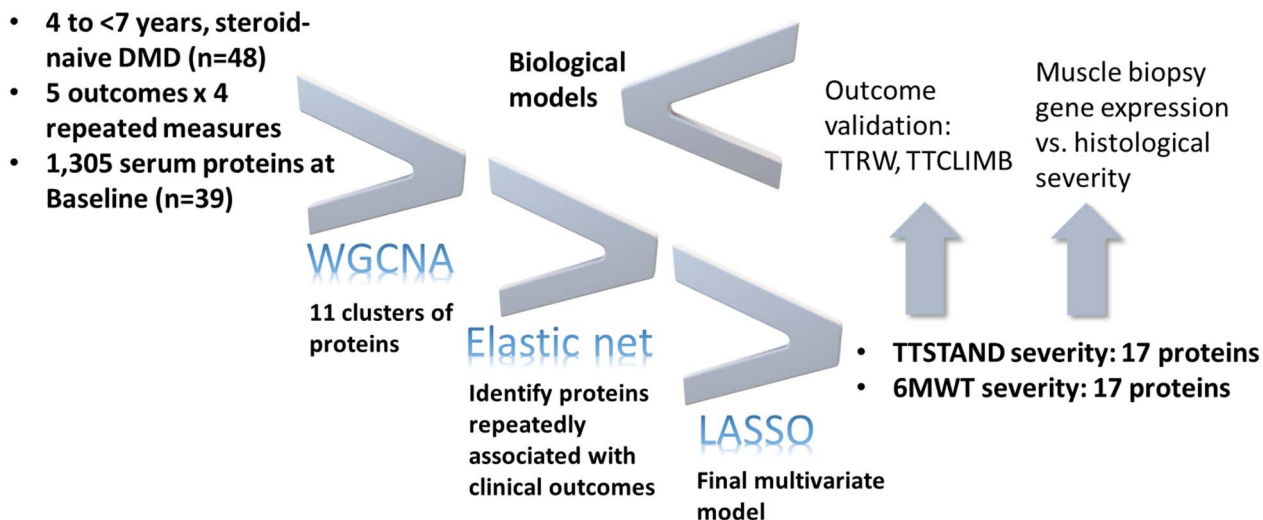 • 4 to <7 years, steroid-
naive DMD (n=48)
• 5 outcomes x 4
repeated measures
• 1,305 serum proteins at
Baseline (n=39)
WGCNA
11 clusters of
proteins
Elastic net
Identify proteins
repeatedly
associated with
clinical outcomes
LASSO
Final multivariate
model
• TTSTAND severity: 17 proteins
• 6MWT severity: 17 proteins
Outcome
validation:
TTRW, TTCLIMB
Muscle biopsy
gene expression
vs. histological
severity
Biological
models